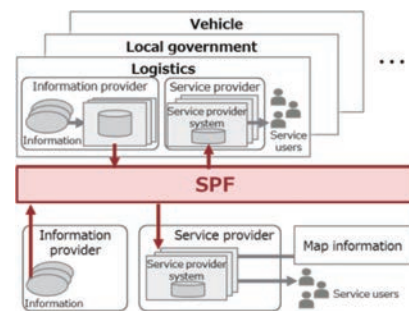 Vehicle
Local government
Logistics
Information provider
Service provider
Service provider
system
Information
Service
users
...
SPF
Information
provider
Service provider
Map information
Service provider
system
Information
Service users